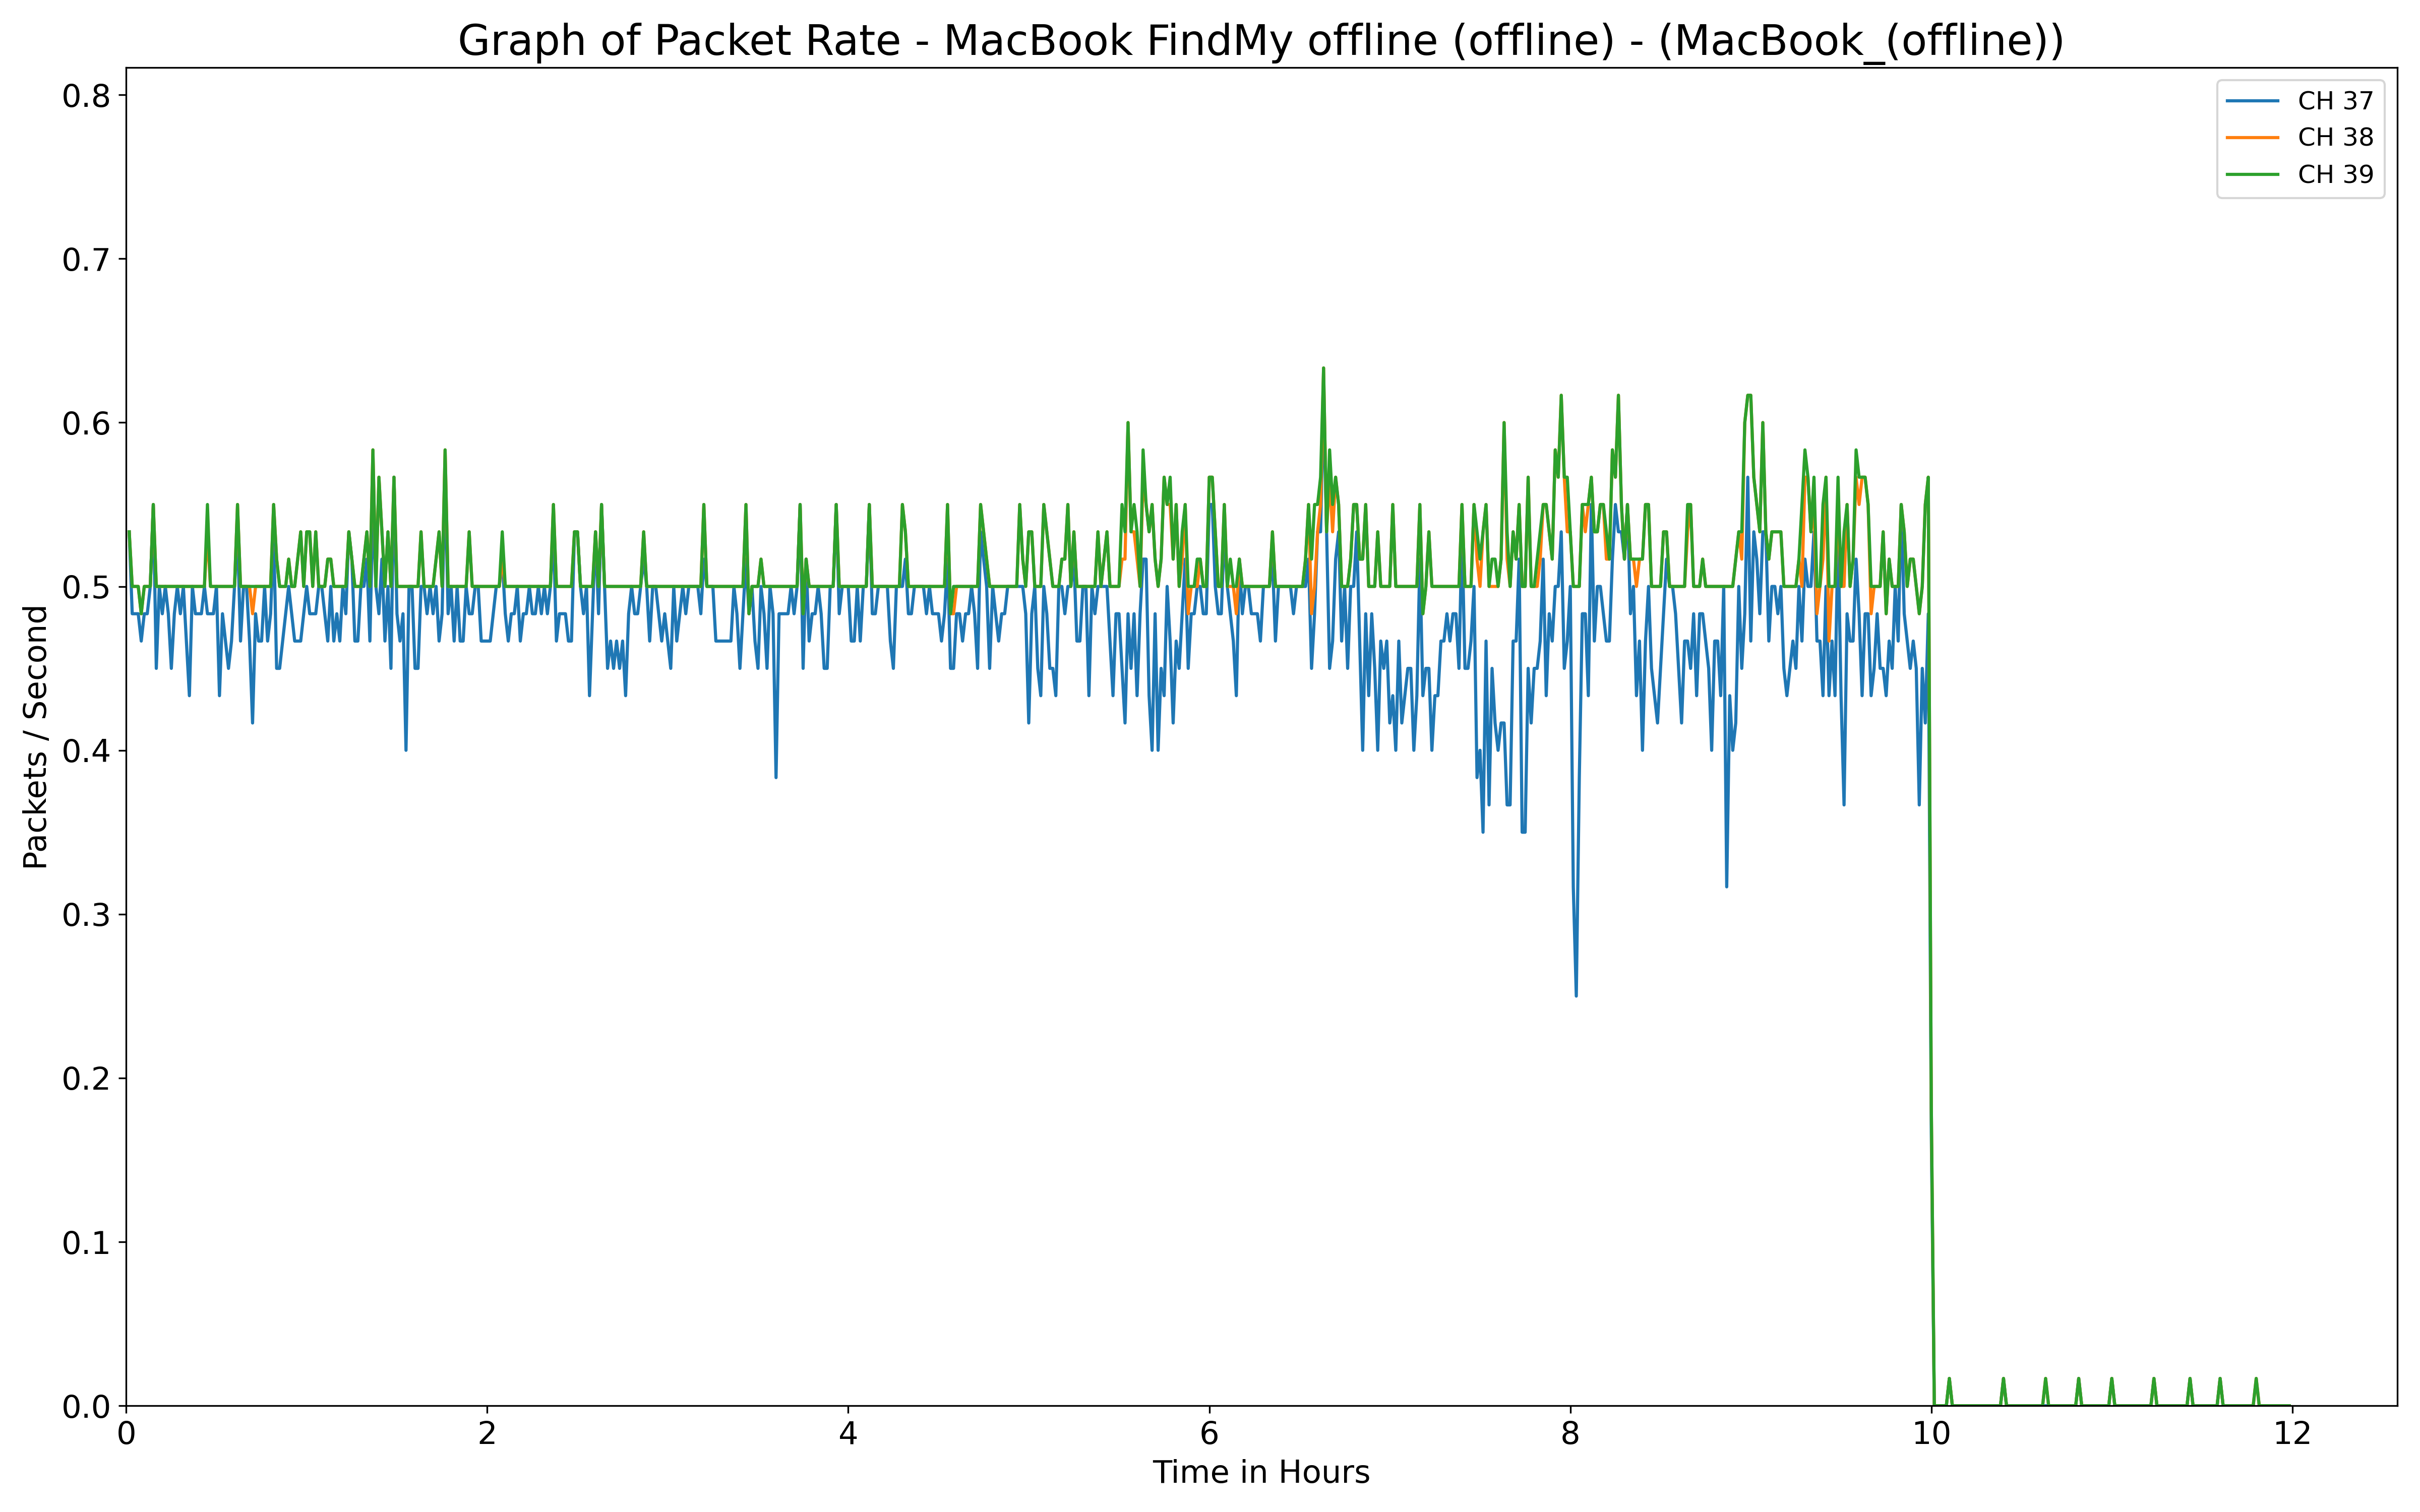 Graph of Packet Rate - MacBook FindMy offline (offline) - (MacBook_(offline))
CH 37
CH 38
CH 39
Packets / Second
0.8
0.7
0.6
0.5
0.4
0.3
0.2
0.1
0.0
0 2 4 6 8 10 12
Time in Hours